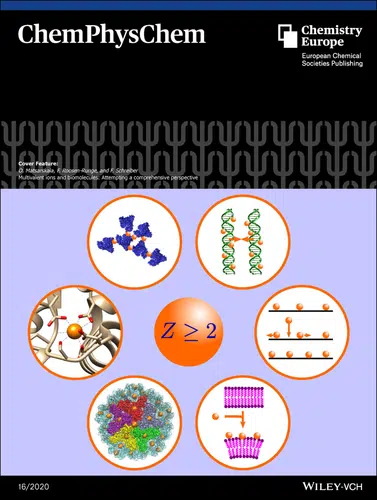 ChemPhysChem
Chemistry
Europe
European Chemical
Societies Publishing
Cover Feature:
O. Matsarskaia, F. Roosen-Runge, and F. Schreiber
Multivalent ions and biomolecules: Attempting a comprehensive perspective
Z ≥ 2
16/2020
WILEY-VCH